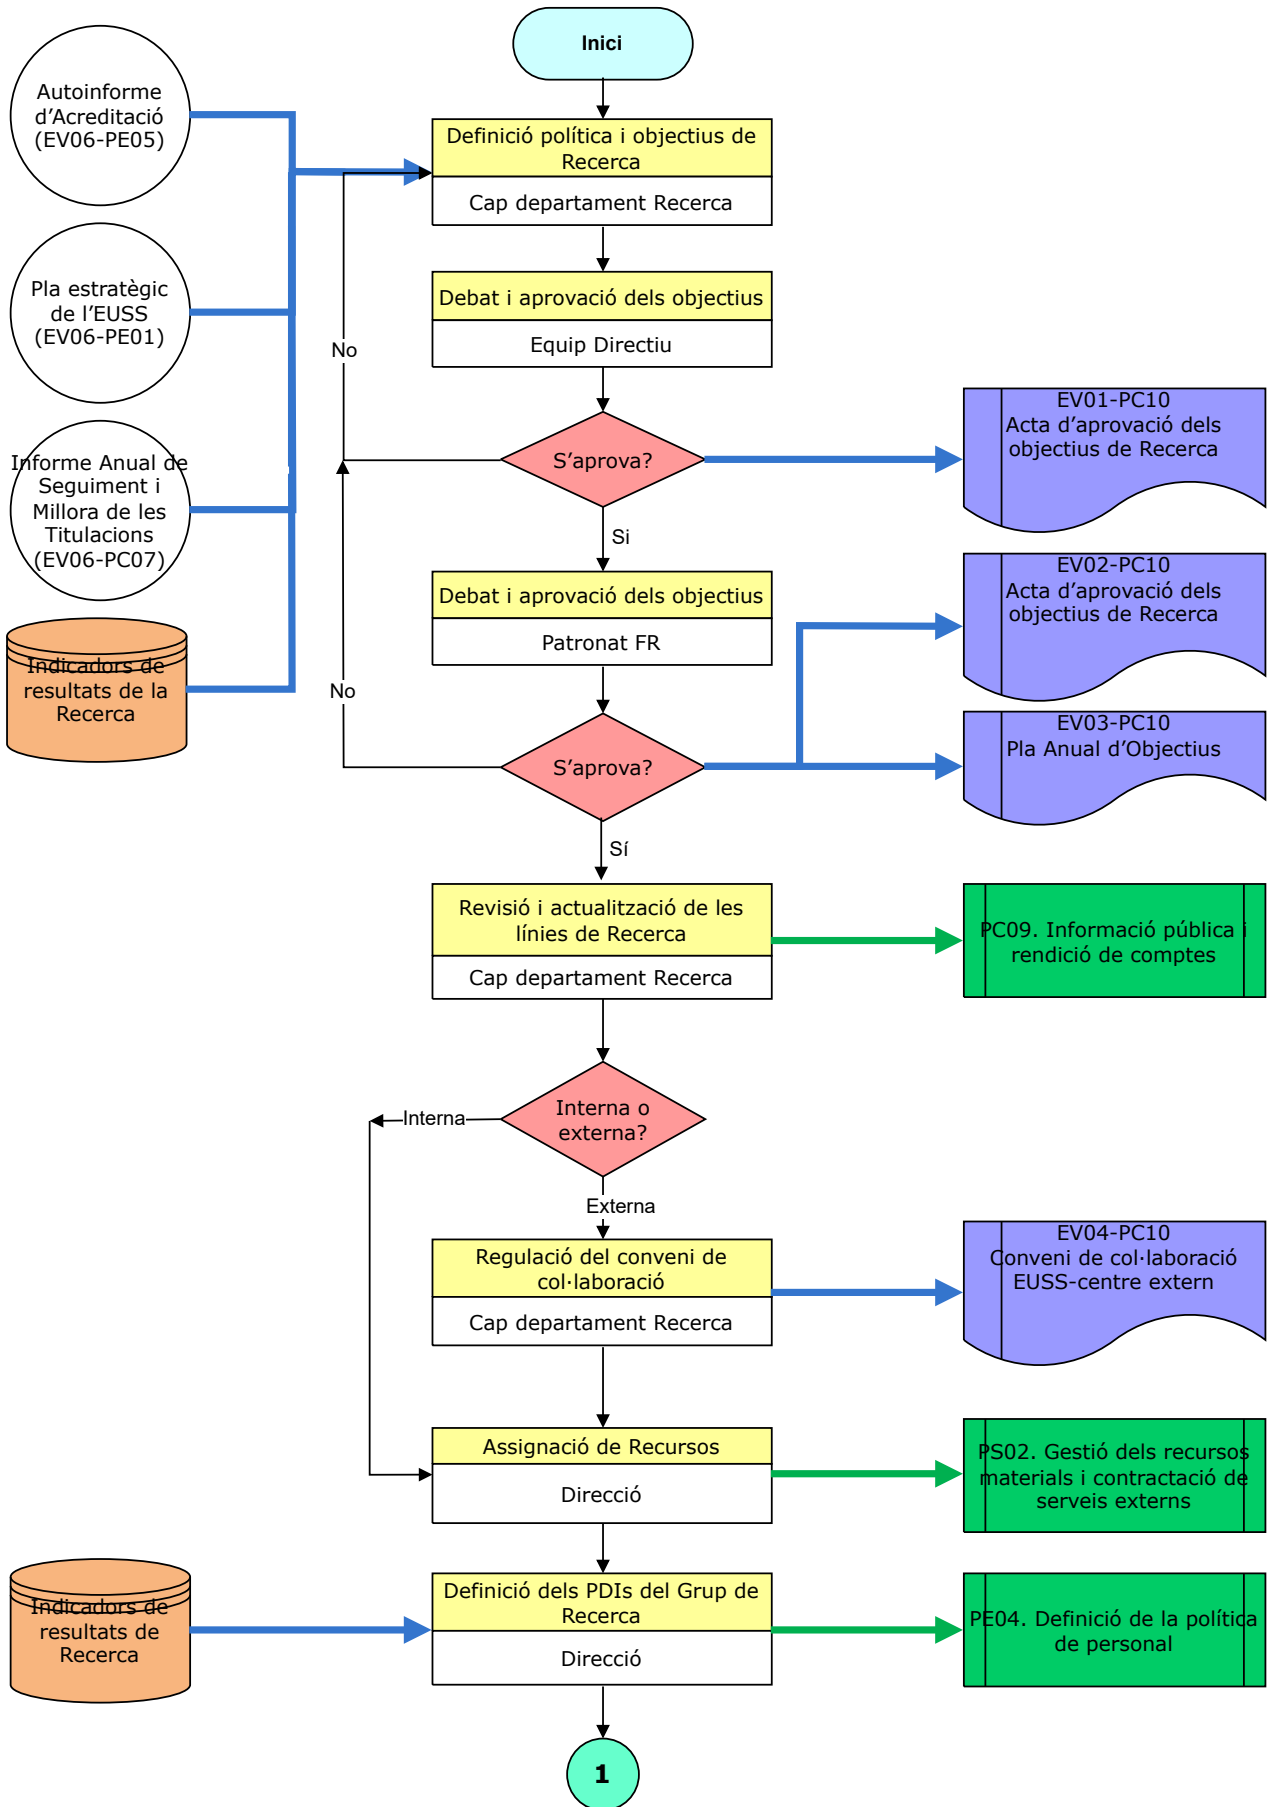 Inici
Autoinforme
d’Acreditació
(EV06-PE05)
Definició política i objectius de
Recerca
Cap departament Recerca
Pla estratègic
de l’EUSS
(EV06-PE01)
Debat i aprovació dels objectius
Equip Directiu
No
S’aprova?
EV01-PC10
Acta d’aprovació dels
objectius de Recerca
Informe Anual de
Seguiment i
Millora de les
Titulacions
(EV06-PC07)
Si
Debat i aprovació dels objectius
Patronat FR
EV02-PC10
Acta d’aprovació dels
objectius de Recerca
Indicadors de
resultats de la
Recerca
No
S’aprova?
EV03-PC10
Pla Anual d’Objectius
Sí
Revisió i actualització de les
línies de Recerca
Cap departament Recerca
PC09. Informació pública i
rendició de comptes
Interna o
externa?
Interna
Externa
Regulació del conveni de
col·laboració
Cap departament Recerca
EV04-PC10
Conveni de col·laboració
EUSS-centre extern
Assignació de Recursos
Direcció
PS02. Gestió dels recursos
materials i contractació de
serveis externs
Indicadors de
resultats de
Recerca
Definició dels PDIs del Grup de
Recerca
Direcció
PE04. Definició de la política
de personal
1